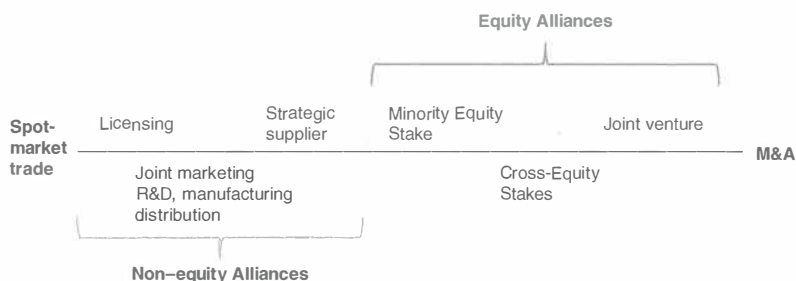 Equity Alliances
Licensing
Strategic
supplier
Minority Equity
Stake
Joint venture
Spot-
market
trade
M&A
Joint marketing
R&D, manufacturing
distribution
Cross-Equity
Stakes
Non–equity Alliances